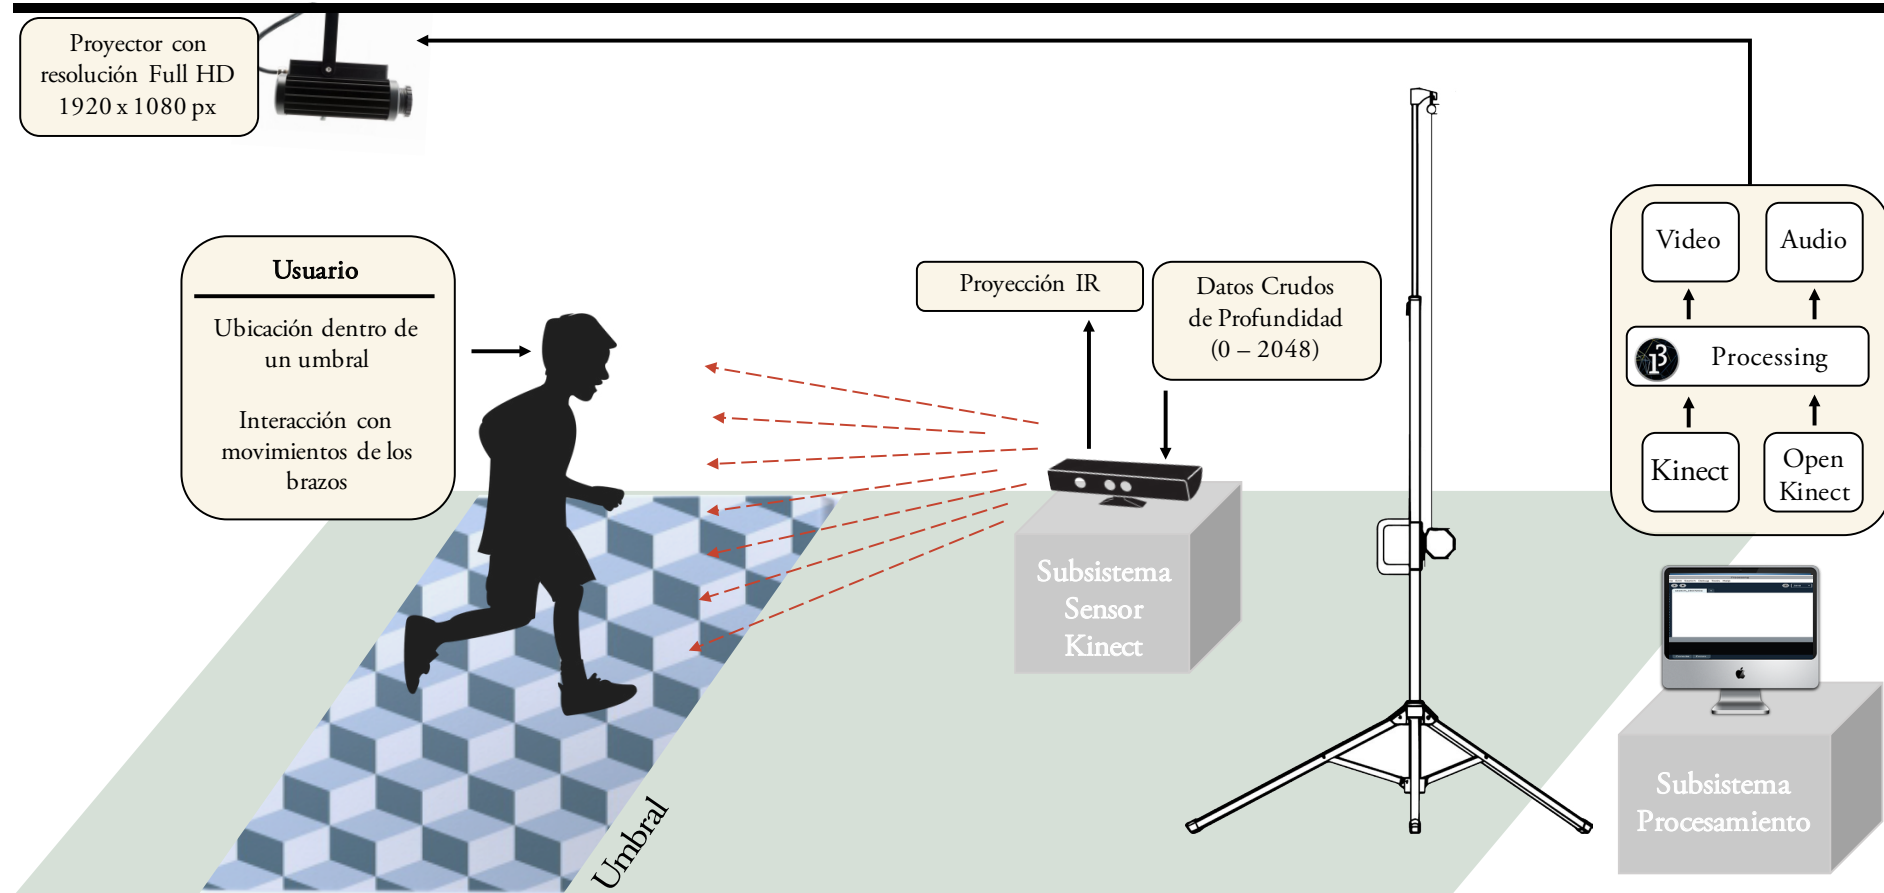 Proyector con
resolución Full HD
1920 x 1080 px
Usuario
Ubicación dentro de
un umbral
Interacción con
movimientos de los
brazos
Proyección IR
Datos Crudos
de Profundidad
(0 – 2048)
Video
Audio
Processing
Kinect
Open
Kinect
Subsistema
Sensor
Kinect
Umbral
Subsistema
Procesamiento